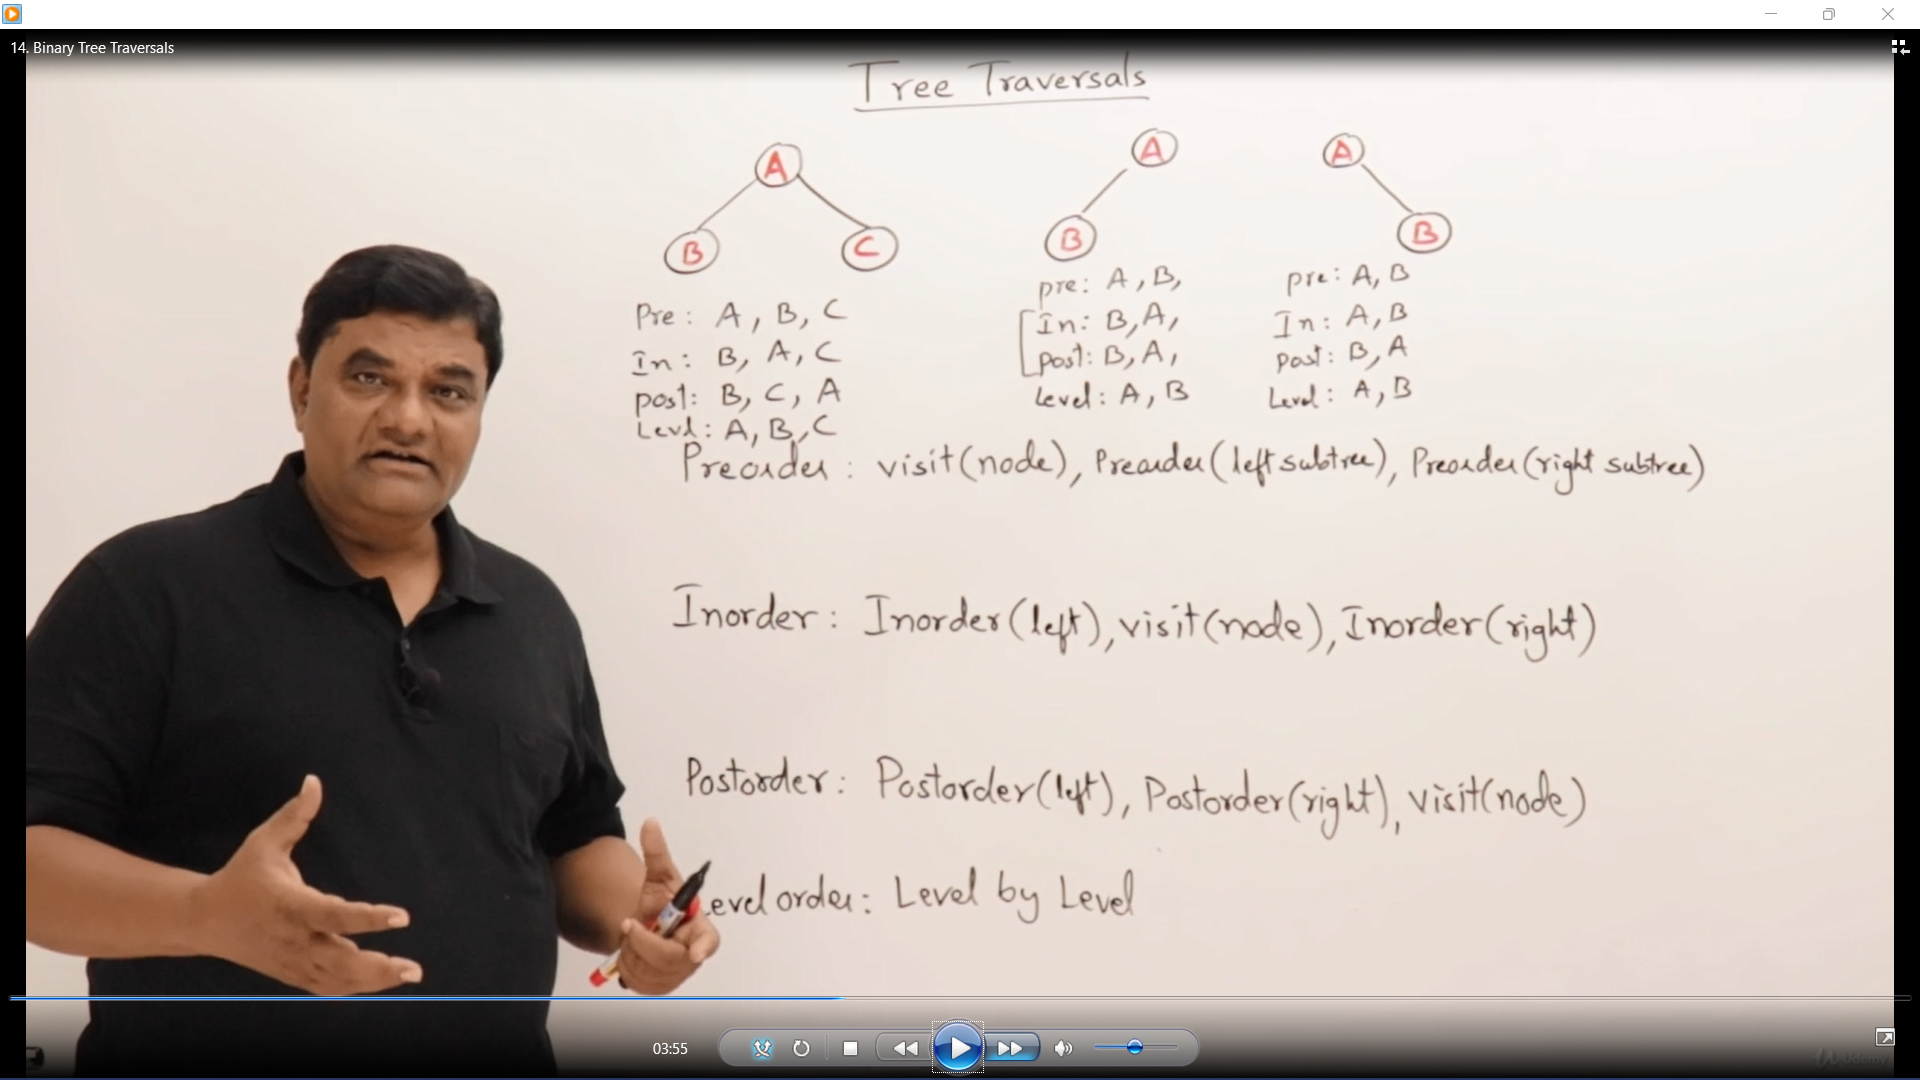 14. Binary Tree Traversals
Tree Traversals
A
B
C
Pre: A, B, C
In: B, A, C
post: B, C, A
Levl: A, B, C
A
B
pre: A, B,
In: B, A,
post: B, A,
Level: A, B
A
B
pre: A, B
In: A, B
post: B, A
Level: A, B
Preorder: visit(node), Preorder(left subtree), Preorder(right subtree)
Inorder: Inorder(left), visit(node), Inorder(right)
Postorder: Postorder(left), Postorder(right), visit(node)
evel order: Level by Level
03:55
Udemy